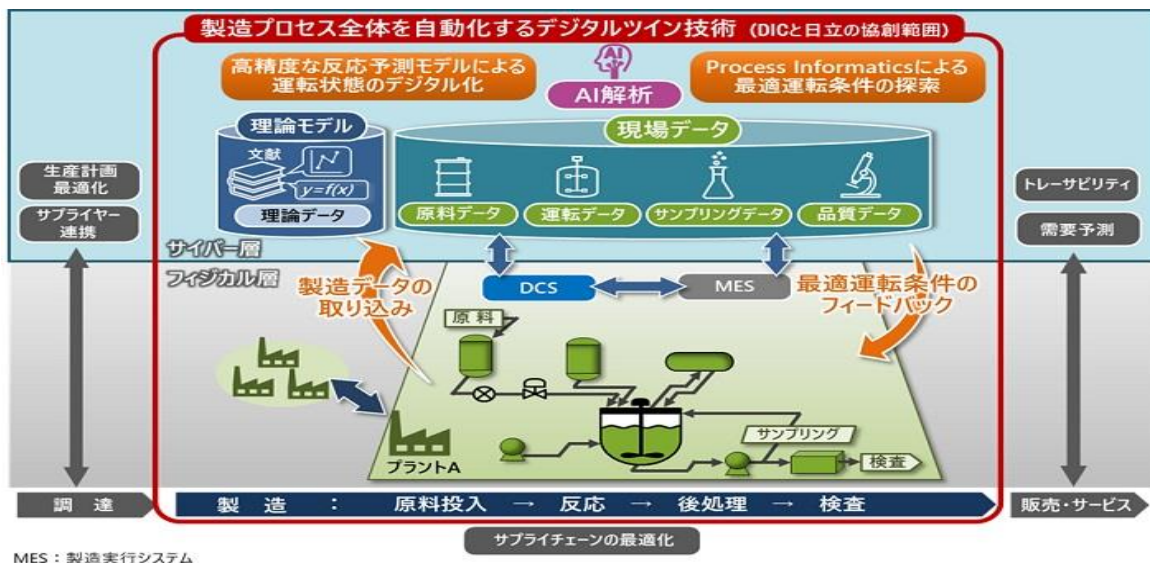 製造プロセス全体を自動化するデジタルツイン技術 (DICと日立の協創範囲)
高精度な反応予測モデルによる
運転状態のデジタル化
AI
AI解析
Process Informaticsによる
最適運転条件の探索
理論モデル
文献
y=f(x)
理論データ
現場データ
原料データ
運転データ
サンプリングデータ
品質データ
生産計画
最適化
サプライヤー
連携
トレーサビリティ
需要予測
サイバー層
フィジカル層
製造データの
取り込み
DCS
MES
最適運転条件の
フィードバック
原料
プラントA
サンプリング
検査
調達
製造 : 原料投入 → 反応 → 後処理 → 検査
販売・サービス
サプライチェーンの最適化
MES：製造実行システム